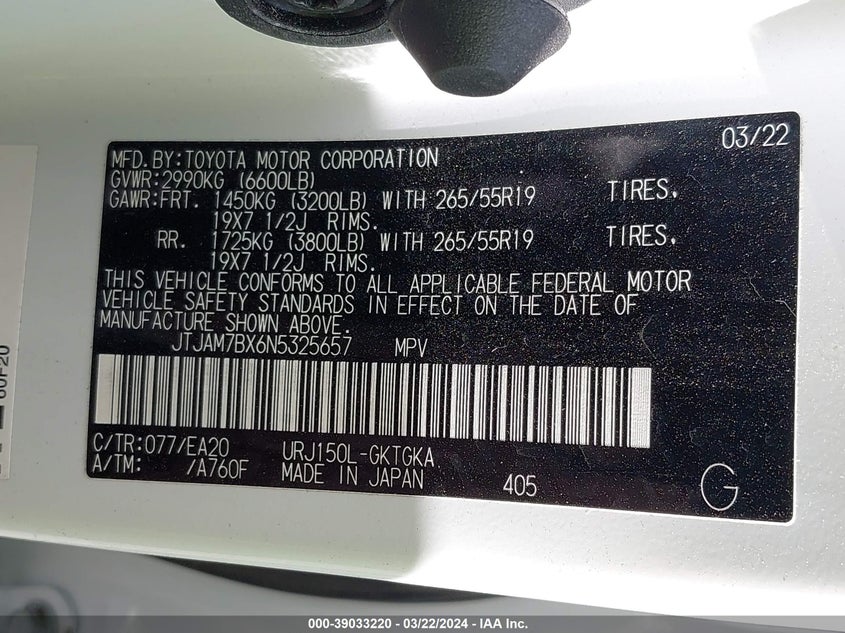 03/22
MFD.BY:TOYOTA MOTOR CORPORATION
GVWR:2990KG (6600LB)
GAWR:FRT. 1450KG (3200LB) WITH 265/55R19 TIRES.
19X7 1/2J RIMS.
RR. 1725KG (3800LB) WITH 265/55R19 TIRES.
19X7 1/2J RIMS.
THIS VEHICLE CONFORMS TO ALL APPLICABLE FEDERAL MOTOR
VEHICLE SAFETY STANDARDS IN EFFECT ON THE DATE OF
MANUFACTURE SHOWN ABOVE.
JTJAM7BX6N5325657 MPV
C/TR:077/EA20 URJ150L-GKTGKA
A/TM: /A760F MADE IN JAPAN 405 G
000-39033220 - 03/22/2024 - IAA Inc.